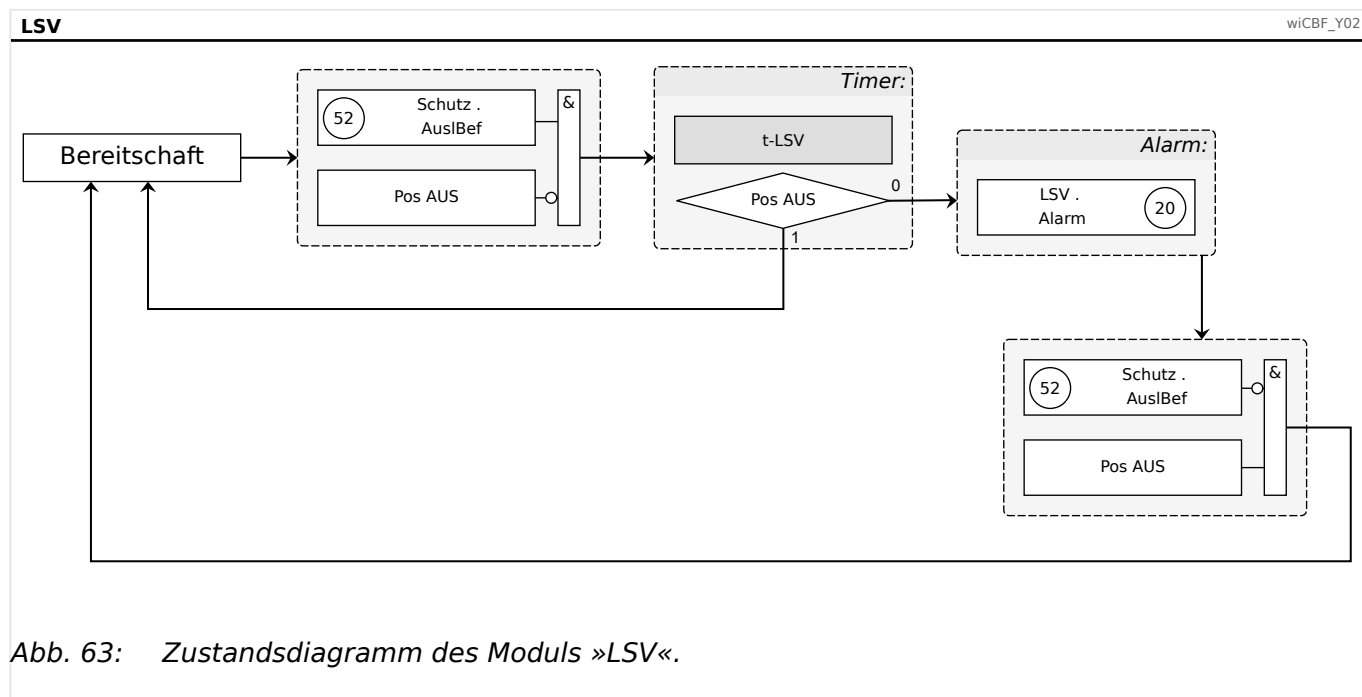 LSV
wiCBF_Y02
Bereitschaft
52
Schutz .
AuslBef
&
Pos AUS
Timer:
t-LSV
Pos AUS
0
1
Alarm:
LSV .
Alarm
20
52
Schutz .
AuslBef
&
Pos AUS
Abb. 63: Zustandsdiagramm des Moduls »LSV«.